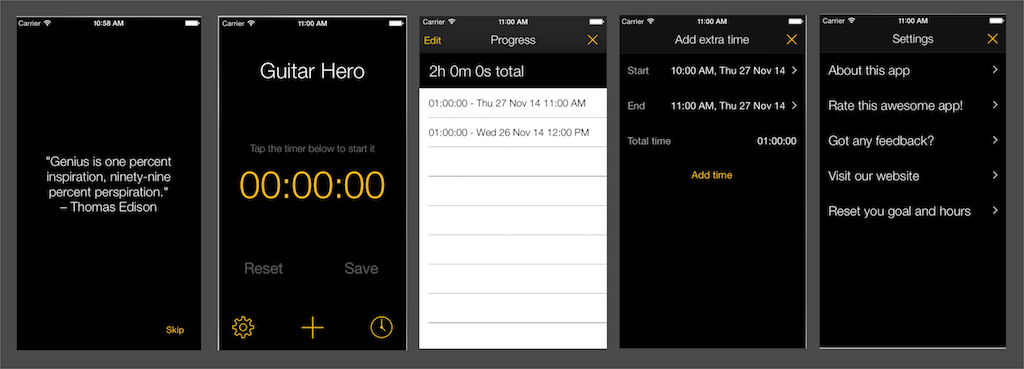 Carrier 10:58 AM
"Genius is one percent
inspiration, ninety-nine
percent perspiration."
– Thomas Edison
Skip
Carrier 11:00 AM
Guitar Hero
Tap the timer below to start it
00:00:00
Reset Save
Carrier 11:00 AM
Edit Progress
2h 0m 0s total
01:00:00 - Thu 27 Nov 14 11:00 AM
01:00:00 - Wed 26 Nov 14 12:00 PM
Carrier 11:00 AM
Add extra time
Start 10:00 AM, Thu 27 Nov 14
End 11:00 AM, Thu 27 Nov 14
Total time 01:00:00
Add time
Carrier 11:00 AM
Settings
About this app
Rate this awesome app!
Got any feedback?
Visit our website
Reset you goal and hours